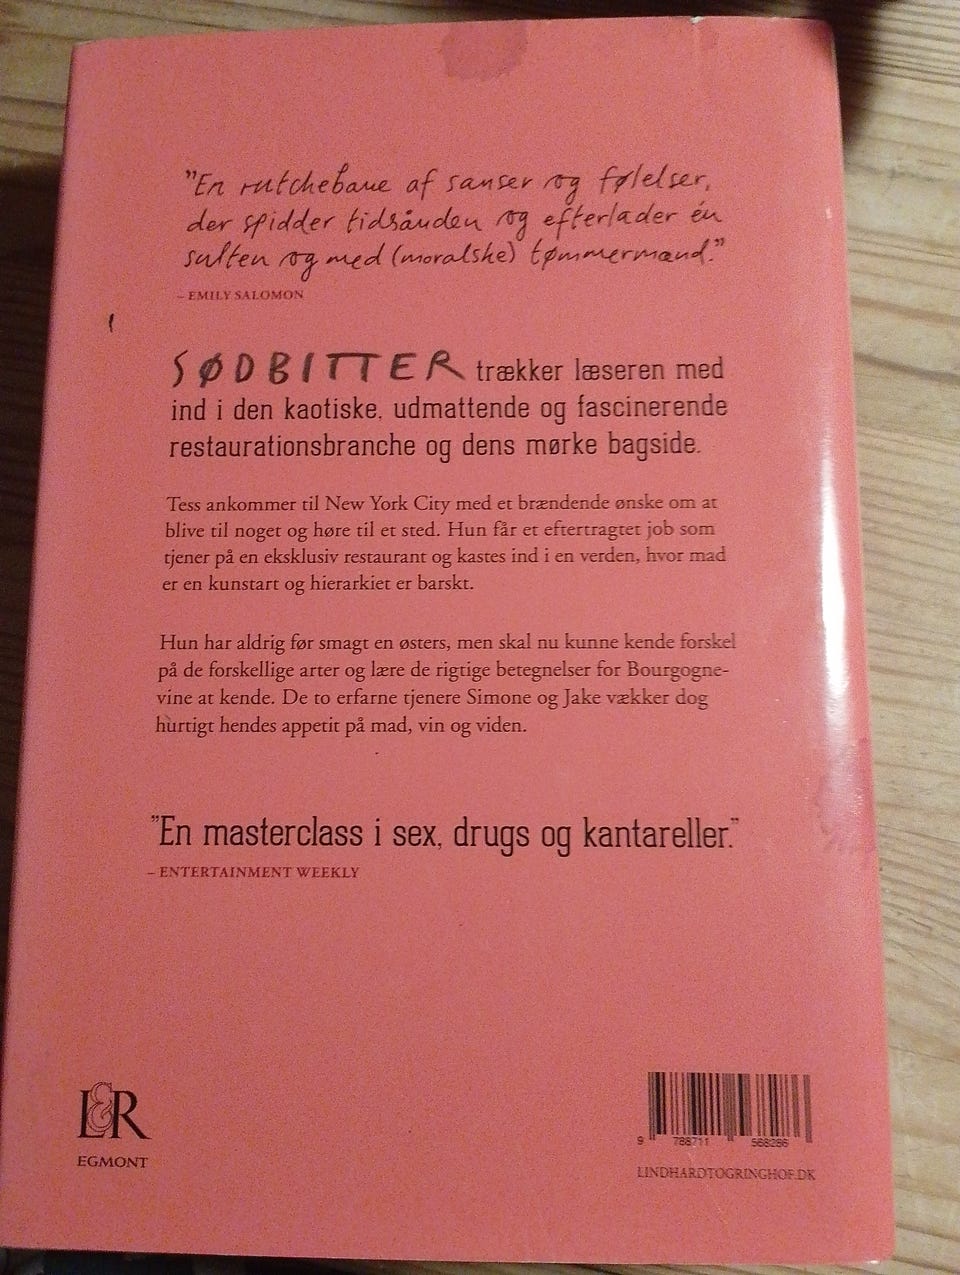 "En rutchebane af sanser og følelser,
der spidder tidsånden og efterlader én
sulten og med (moralske) tømmermænd."
– EMILY SALOMON
SØDBITTER trækker læseren med
ind i den kaotiske, udmattende og fascinerende
restaurationsbranche og dens mørke bagside.
Tess ankommer til New York City med et brændende ønske om at
blive til noget og høre til et sted. Hun får et eftertragtet job som
tjener på en eksklusiv restaurant og kastes ind i en verden, hvor mad
er en kunstart og hierarkiet er barskt.
Hun har aldrig før smagt en østers, men skal nu kunne kende forskel
på de forskellige arter og lære de rigtige betegnelser for Bourgogne-
vine at kende. De to erfarne tjenere Simone og Jake vækker dog
hurtigt hendes appetit på mad, vin og viden.
"En masterclass i sex, drugs og kantareller."
– ENTERTAINMENT WEEKLY
L&R
EGMONT
9 788711 568286
LINDHARDTOGRINGHOF.DK